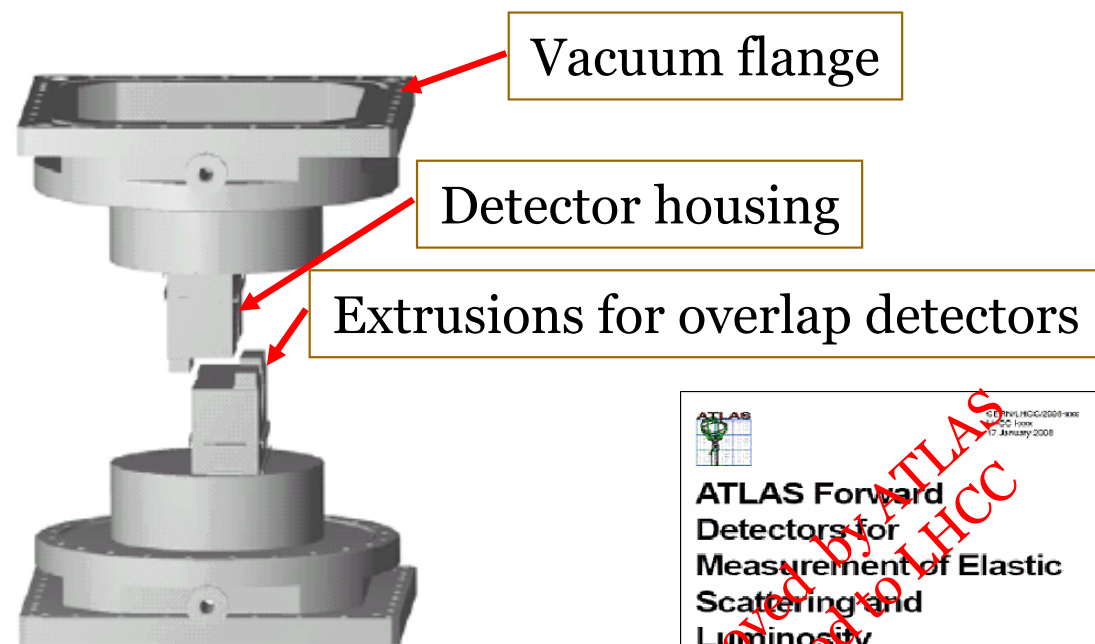 Vacuum flange
Detector housing
Extrusions for overlap detectors
ATLAS
17 January 2008
ATLAS Forward
Detectors for
Measurement of Elastic
Scattering and
Luminosity
by ATLAS
to LHCC